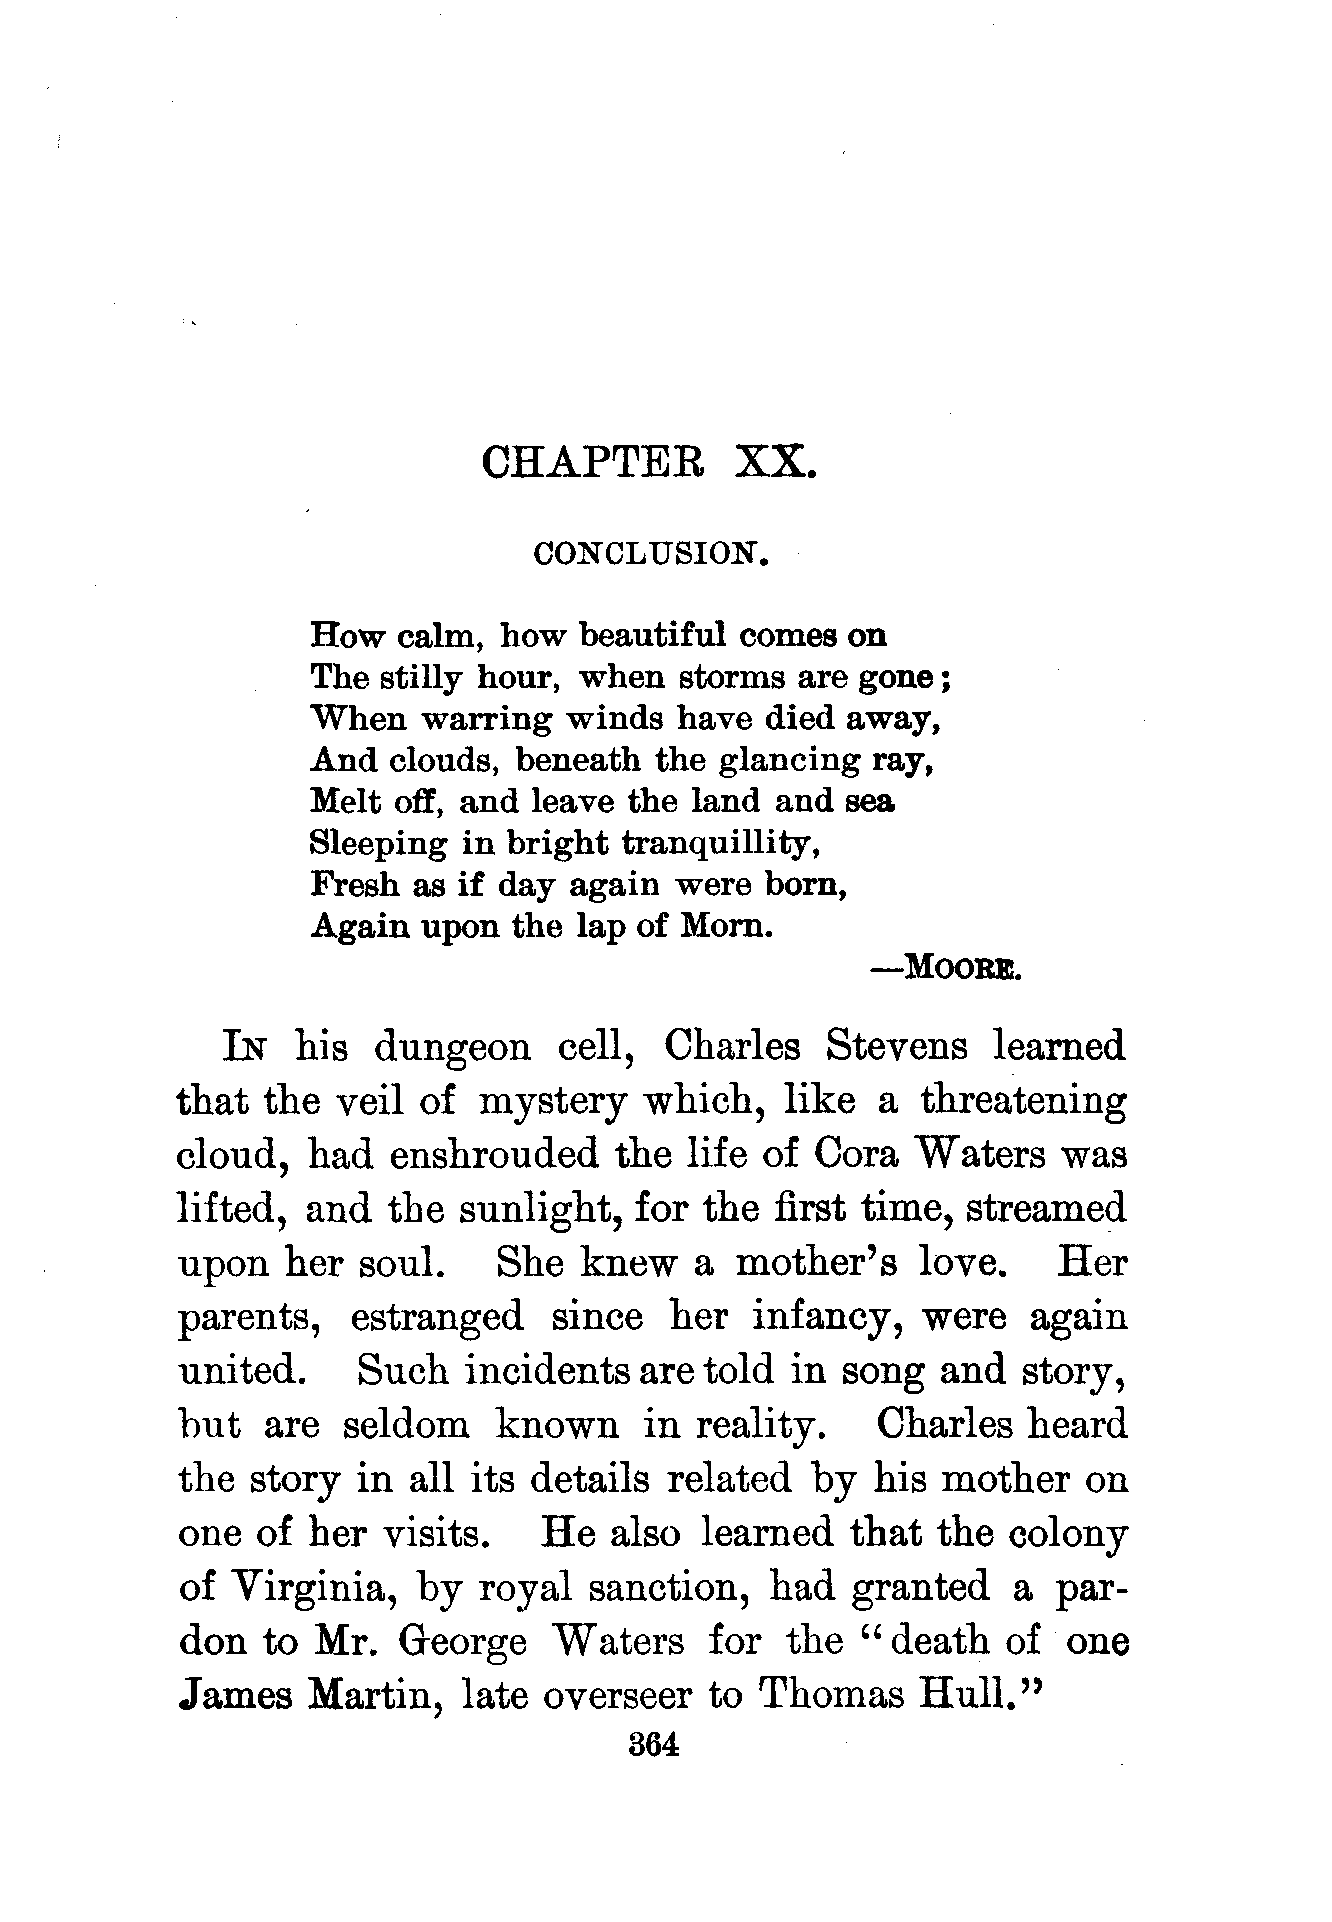 CHAPTER XX.
CONCLUSION.
How calm, how beautiful comes on
The stilly hour, when storms are gone;
When warring winds have died away,
And clouds, beneath the glancing ray,
Melt off, and leave the land and sea
Sleeping in bright tranquillity,
Fresh as if day again were born,
Again upon the lap of Morn.
—MOORE.
IN his dungeon cell, Charles Stevens learned
that the veil of mystery which, like a threatening
cloud, had enshrouded the life of Cora Waters was
lifted, and the sunlight, for the first time, streamed
upon her soul. She knew a mother's love. Her
parents, estranged since her infancy, were again
united. Such incidents are told in song and story,
but are seldom known in reality. Charles heard
the story in all its details related by his mother on
one of her visits. He also learned that the colony
of Virginia, by royal sanction, had granted a par-
don to Mr. George Waters for the "death of one
James Martin, late overseer to Thomas Hull."
364